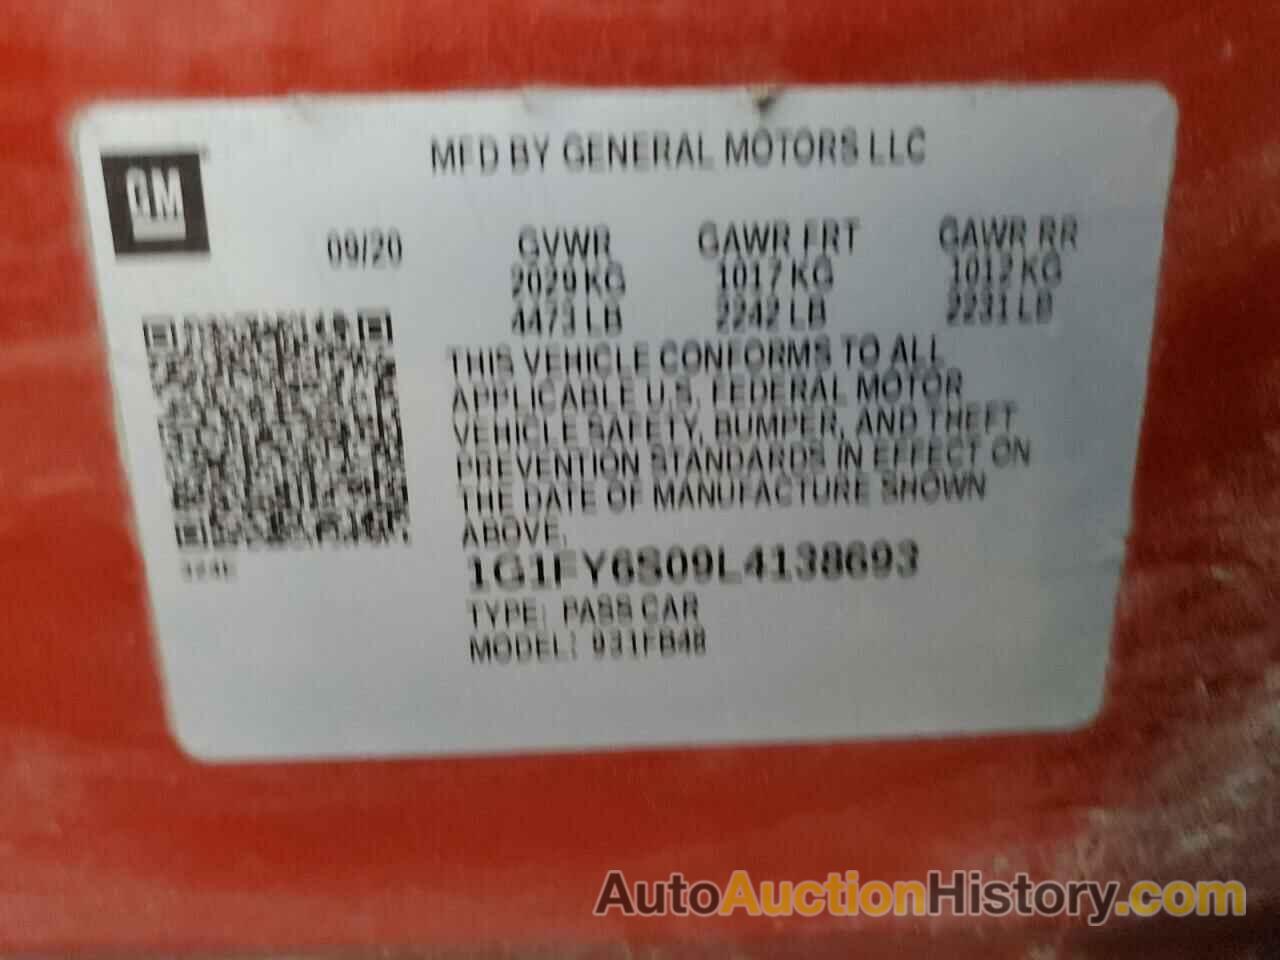 MFD BY GENERAL MOTORS LLC
GM
09/20 GVWR GAWR FRT GAWR RR
2029 KG 1017 KG 1012 KG
4473 LB 2242 LB 2231 LB
THIS VEHICLE CONFORMS TO ALL
APPLICABLE U.S. FEDERAL MOTOR
VEHICLE SAFETY, BUMPER, AND THEFT
PREVENTION STANDARDS IN EFFECT ON
THE DATE OF MANUFACTURE SHOWN
ABOVE.
1G1FY6S09L4138693
TYPE: PASS CAR
MODEL: 931FB48
AutoAuctionHistory.com